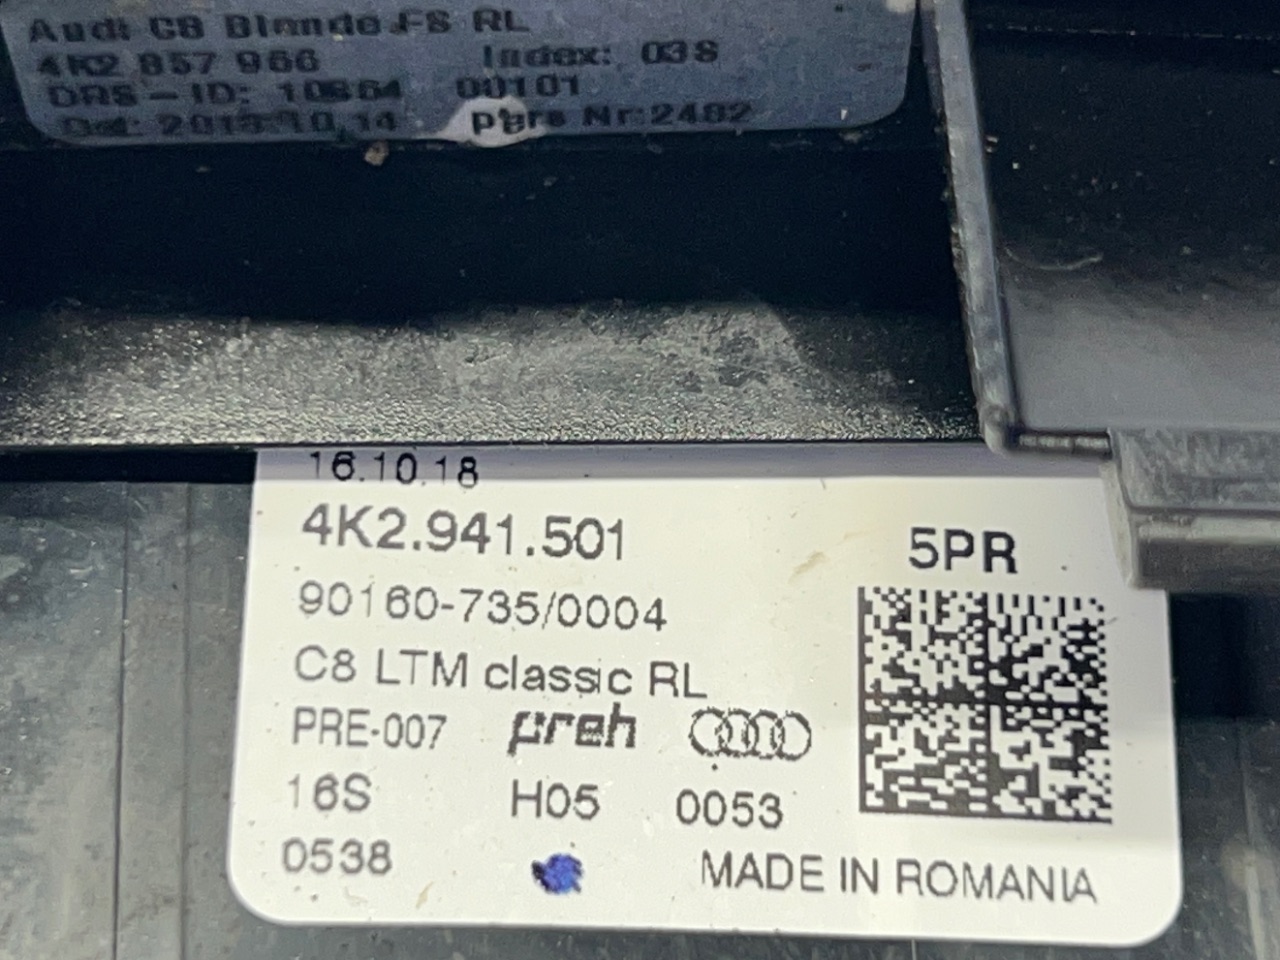 Audi C8 Blende FS RL
4K2 857 966 Index: 03S
DRS-ID: 10864 00101
Dat: 2018.10.14 Pers Nr:2482
16.10.18
4K2.941.501
5PR
90160-735/0004
C8 LTM classic RL
PRE-007 preh
16S H05 0053
0538 MADE IN ROMANIA